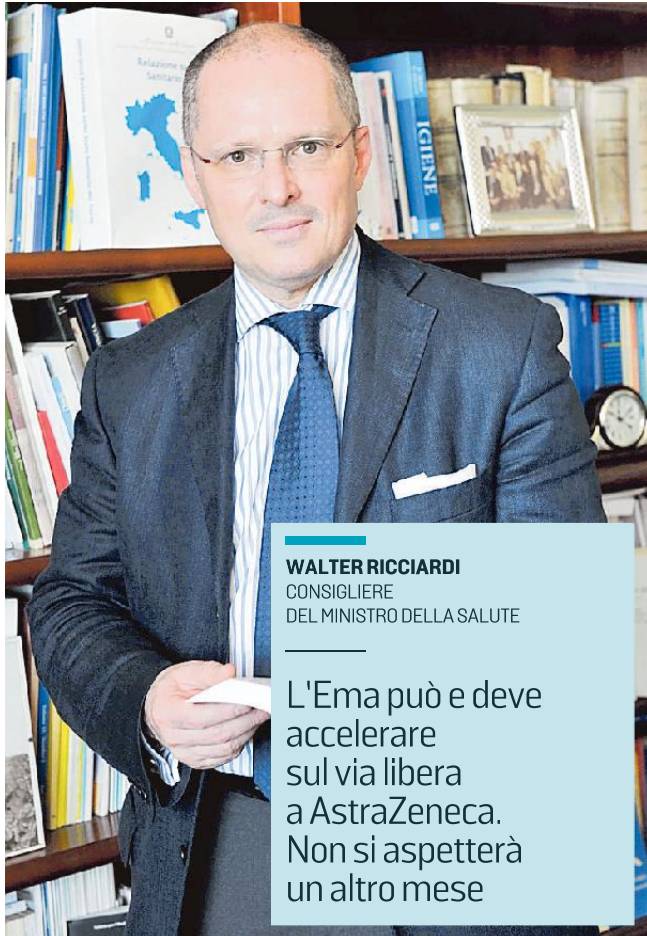 Relazione
Sanitario
IGIENE
WALTER RICCIARDI
CONSIGLIERE
DEL MINISTRO DELLA SALUTE
L'Ema può e deve
accelerare
sul via libera
a AstraZeneca.
Non si aspetterà
un altro mese